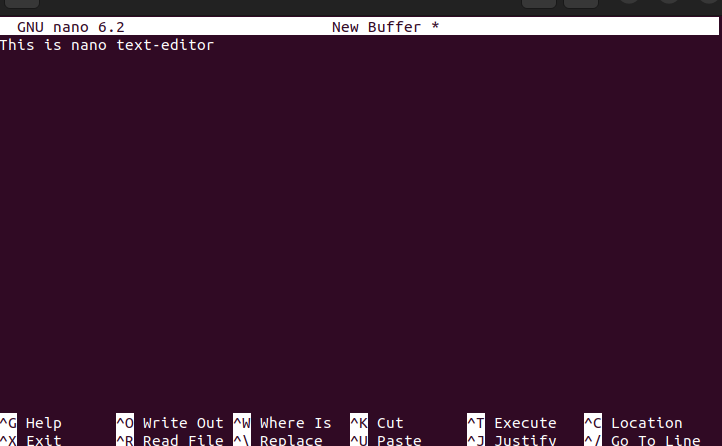 GNU nano 6.2 New Buffer *
This is nano text-editor
^G Help ^O Write Out ^W Where Is ^K Cut ^T Execute ^C Location
^X Exit ^R Read File ^\ Replace ^U Paste ^J Justify ^/ Go To Line